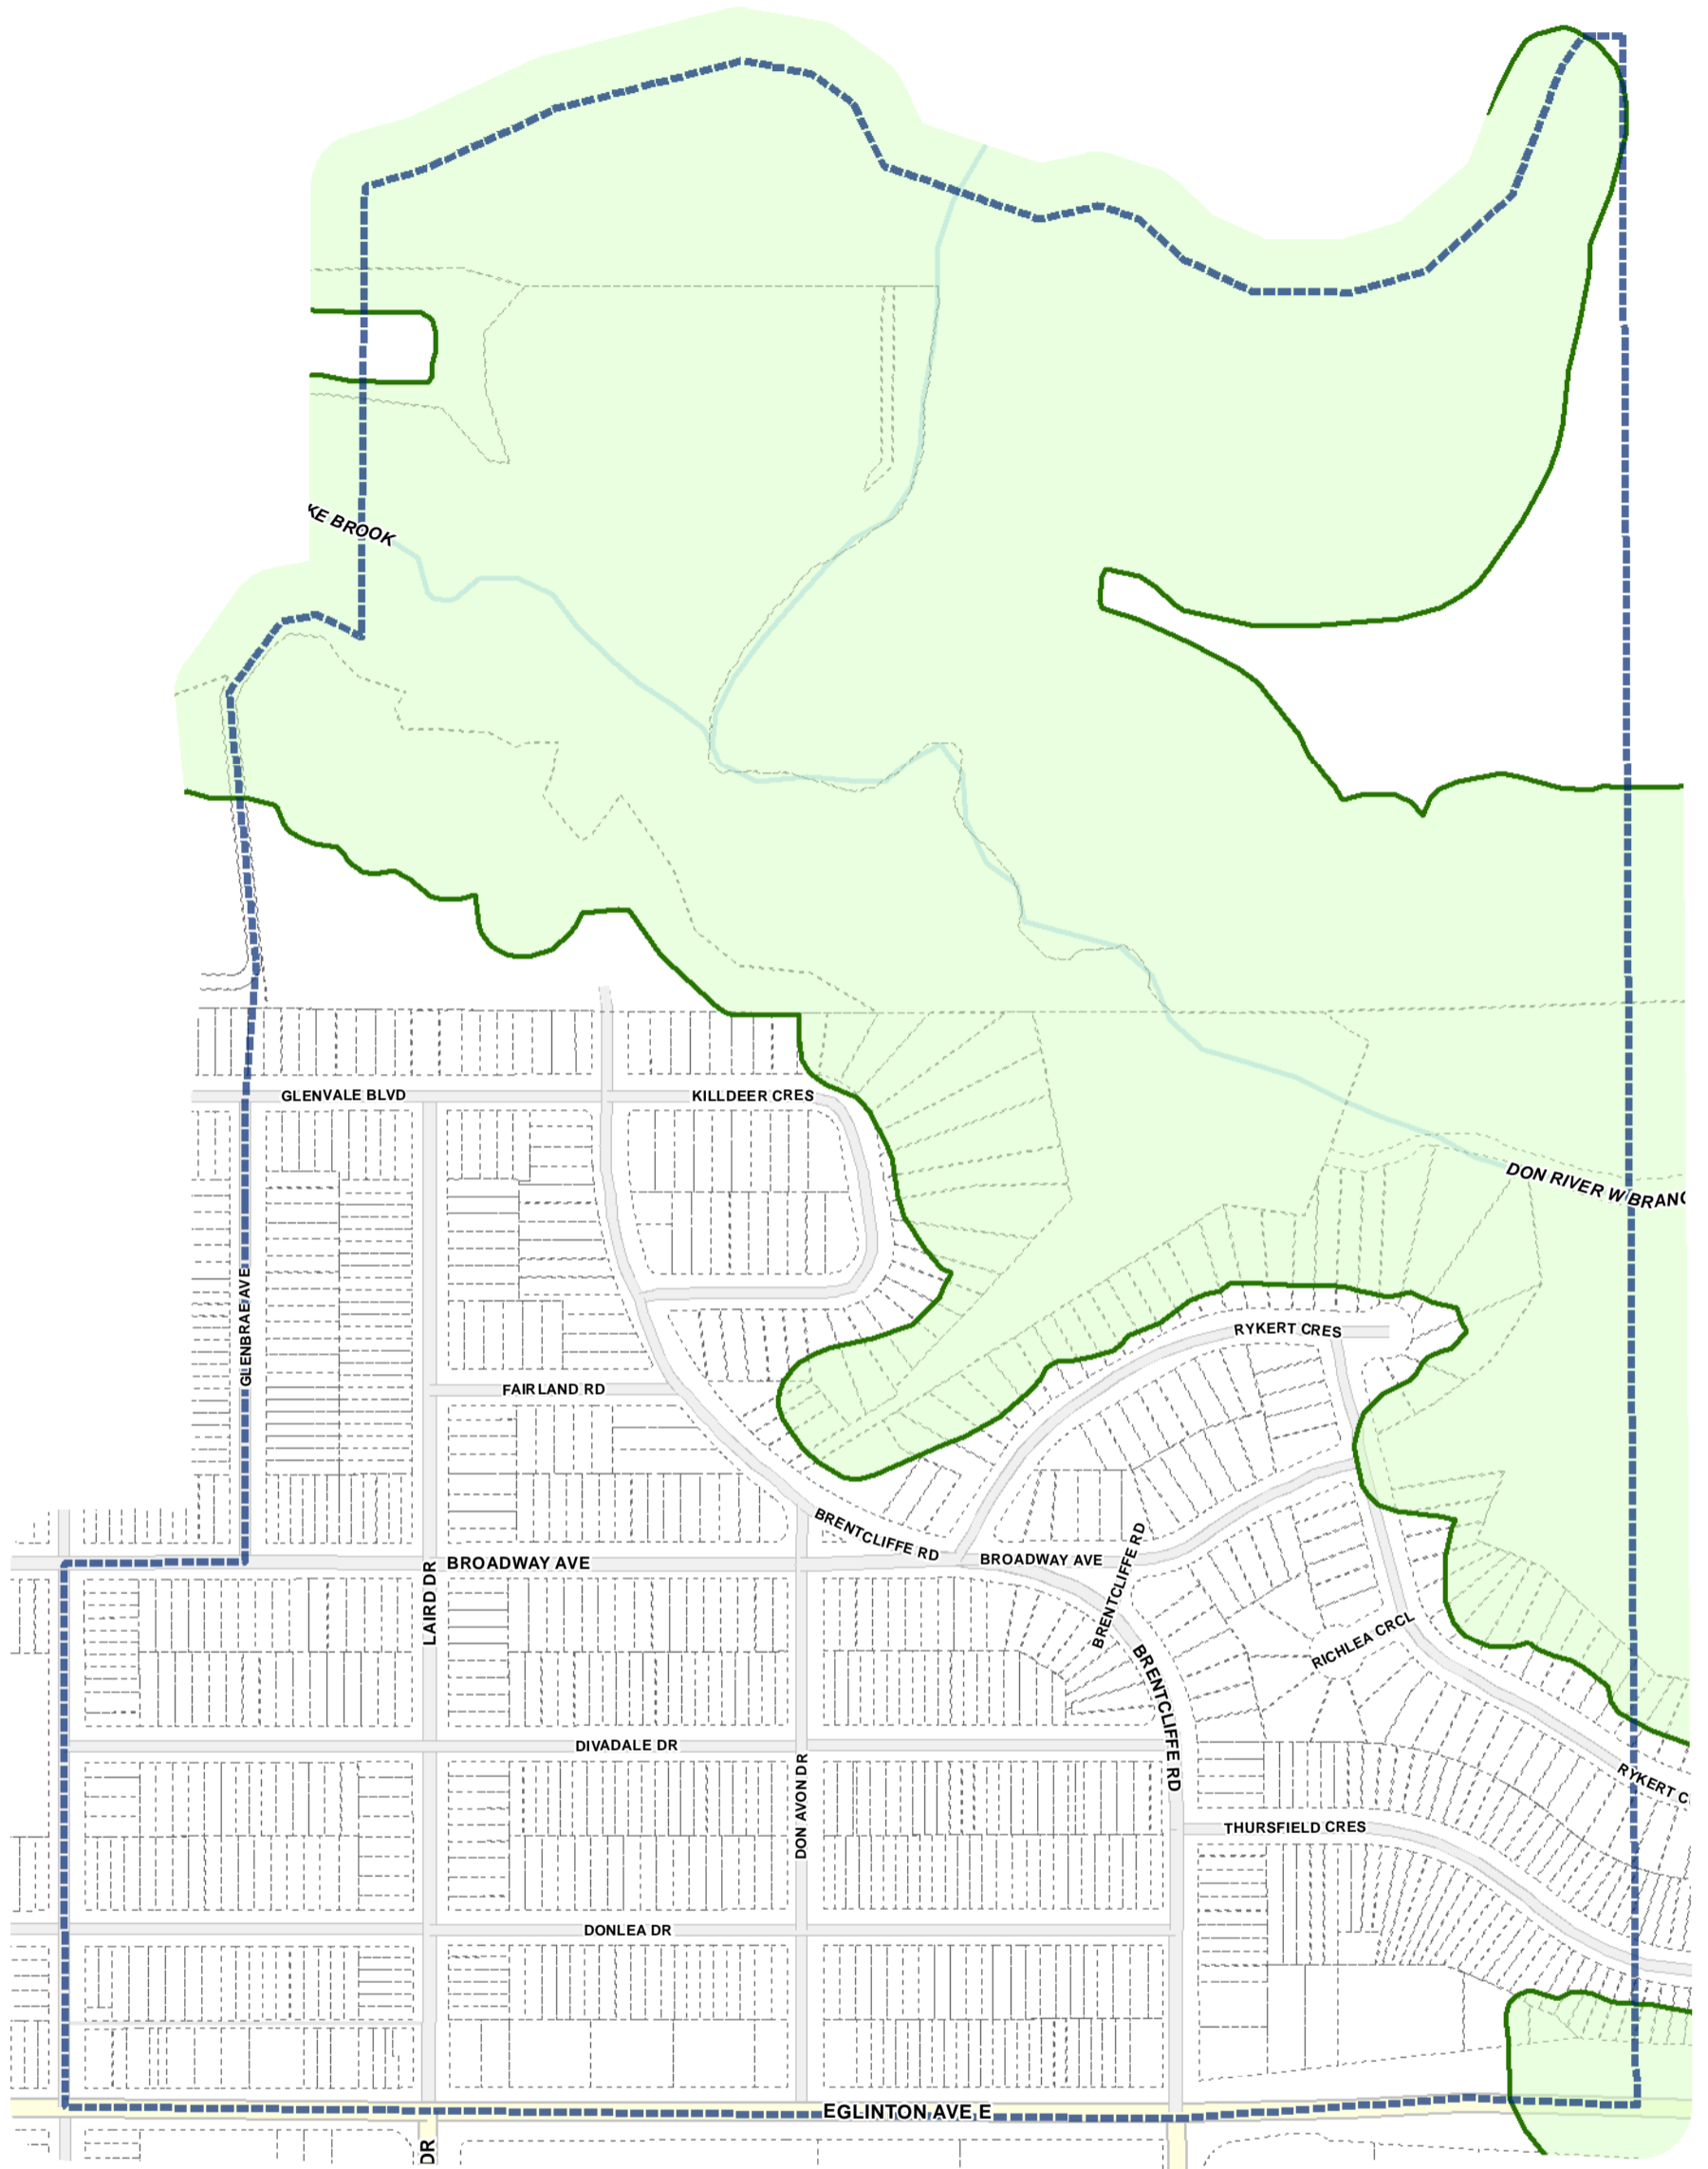 KE BROOK
DON RIVER W BRANC
GLENVALE BLVD
KILLDEER CRES
GLENBRAE AVE
RYKERT CRES
FAIRLAND RD
BRENTCLIFFE RD
BROADWAY AVE
BROADWAY AVE
BRENTCLIFFE RD
LAIRD DR
RICHLEA CRCL
BRENTCLIFFE RD
DIVADALE DR
DON AVON DR
RYKERT C
THURSFIELD CRES
DONLEA DR
EGLINTON AVE E
DR